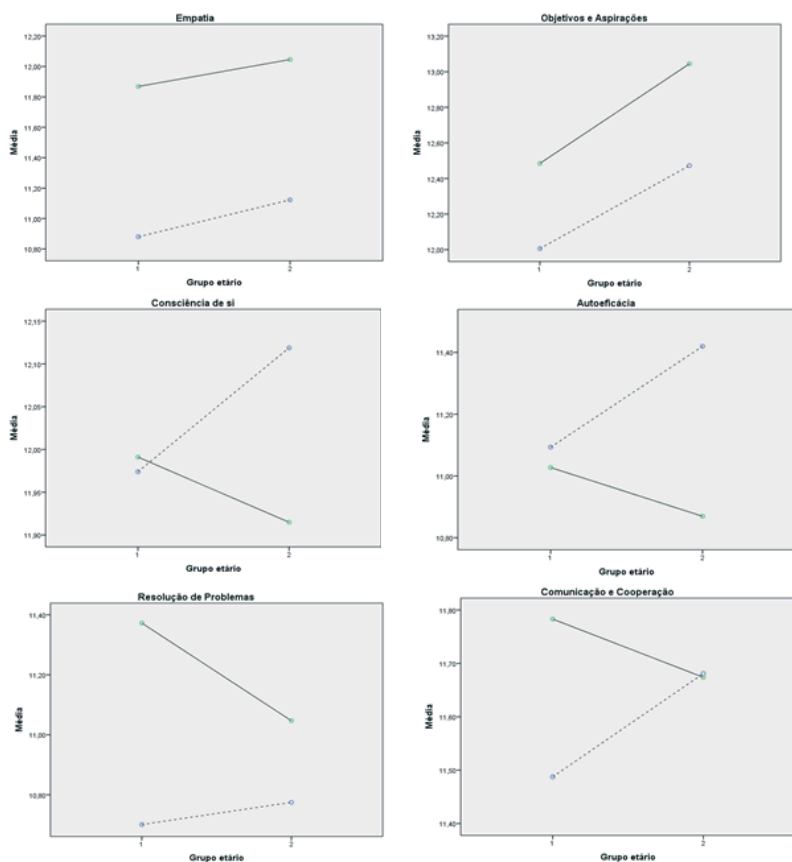 Empatia
12,20
12,00
11,80
11,60
11,40
11,20
11,00
10,80
Média
1
2
Grupo etário
Objetivos e Aspirações
13,20
13,00
12,80
12,60
12,40
12,20
12,00
Média
1
2
Grupo etário
Consciência de si
12,15
12,10
12,05
12,00
11,95
11,90
Média
1
2
Grupo etário
Autoeficácia
11,40
11,20
11,00
10,80
Média
1
2
Grupo etário
Resolução de Problemas
11,40
11,20
11,00
10,80
Média
1
2
Grupo etário
Comunicação e Cooperação
11,80
11,70
11,60
11,50
11,40
Média
1
2
Grupo etário